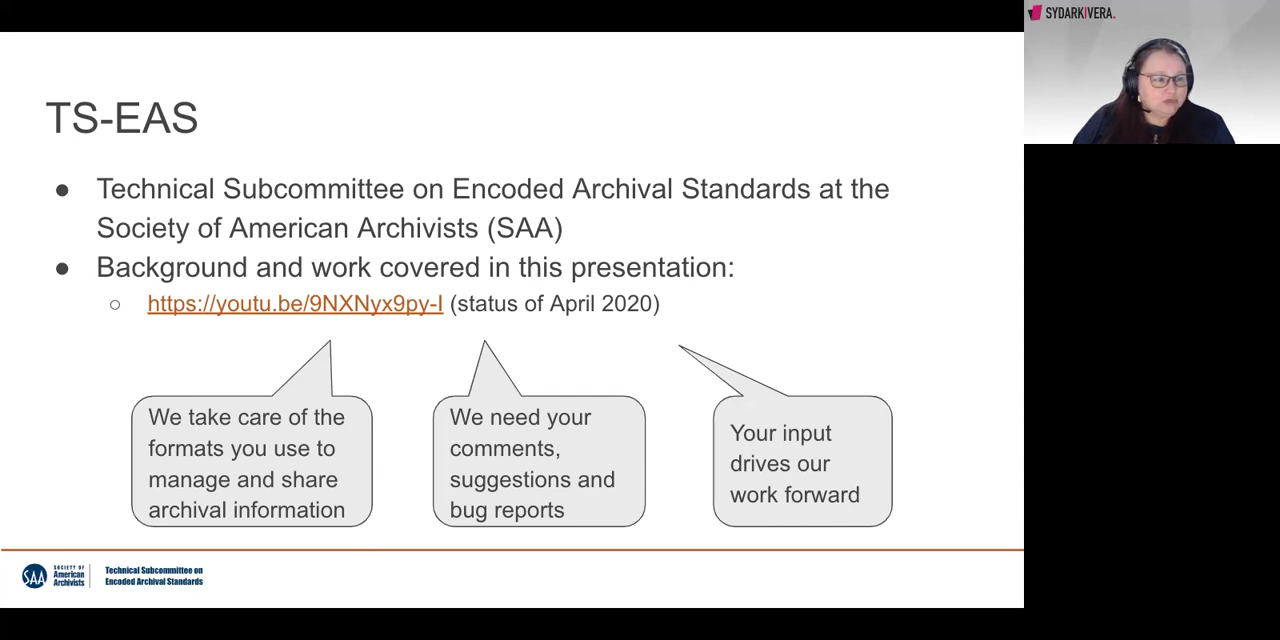 SYDARKIVERA.
TS-EAS
● Technical Subcommittee on Encoded Archival Standards at the
Society of American Archivists (SAA)
● Background and work covered in this presentation:
○ https://youtu.be/9NXNyx9py-I (status of April 2020)
We take care of the
formats you use to
manage and share
archival information
We need your
comments,
suggestions and
bug reports
Your input
drives our
work forward
SAA
SOCIETY OF
American
Archivists
Technical Subcommittee on
Encoded Archival Standards